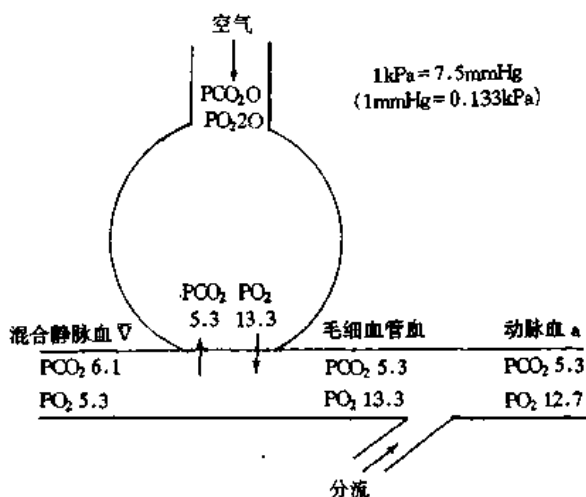 空气
1kPa=7.5mmHg
(1mmHg=0.133kPa)
PCO₂O
PO₂2O
PCO₂ PO₂
5.3 13.3
混合静脉血 ∇ 毛细血管血 动脉血 a
PCO₂ 6.1 PCO₂ 5.3 PCO₂ 5.3
PO₂ 5.3 PO₂ 13.3 PO₂ 12.7
分流